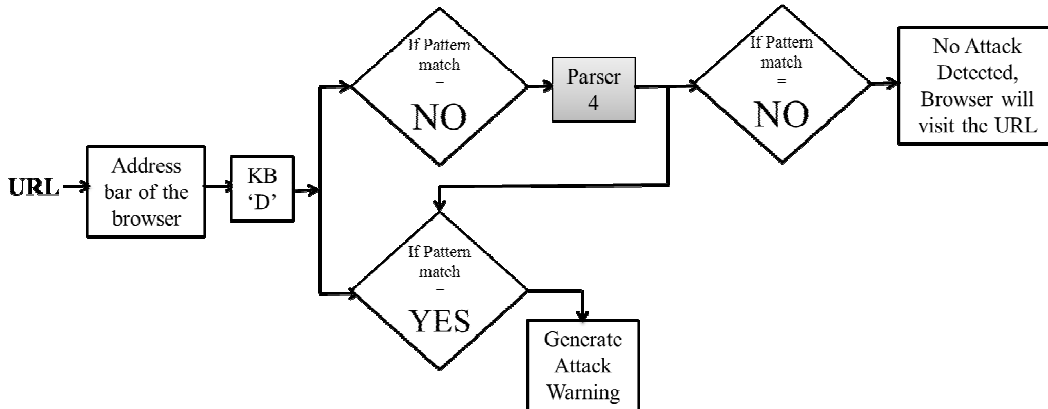 URL
Address
bar of the
browser
KB
‘D’
If Pattern
match
=
NO
Parser
4
If Pattern
match
=
NO
No Attack
Detected,
Browser will
visit the URL
If Pattern
match
=
YES
Generate
Attack
Warning